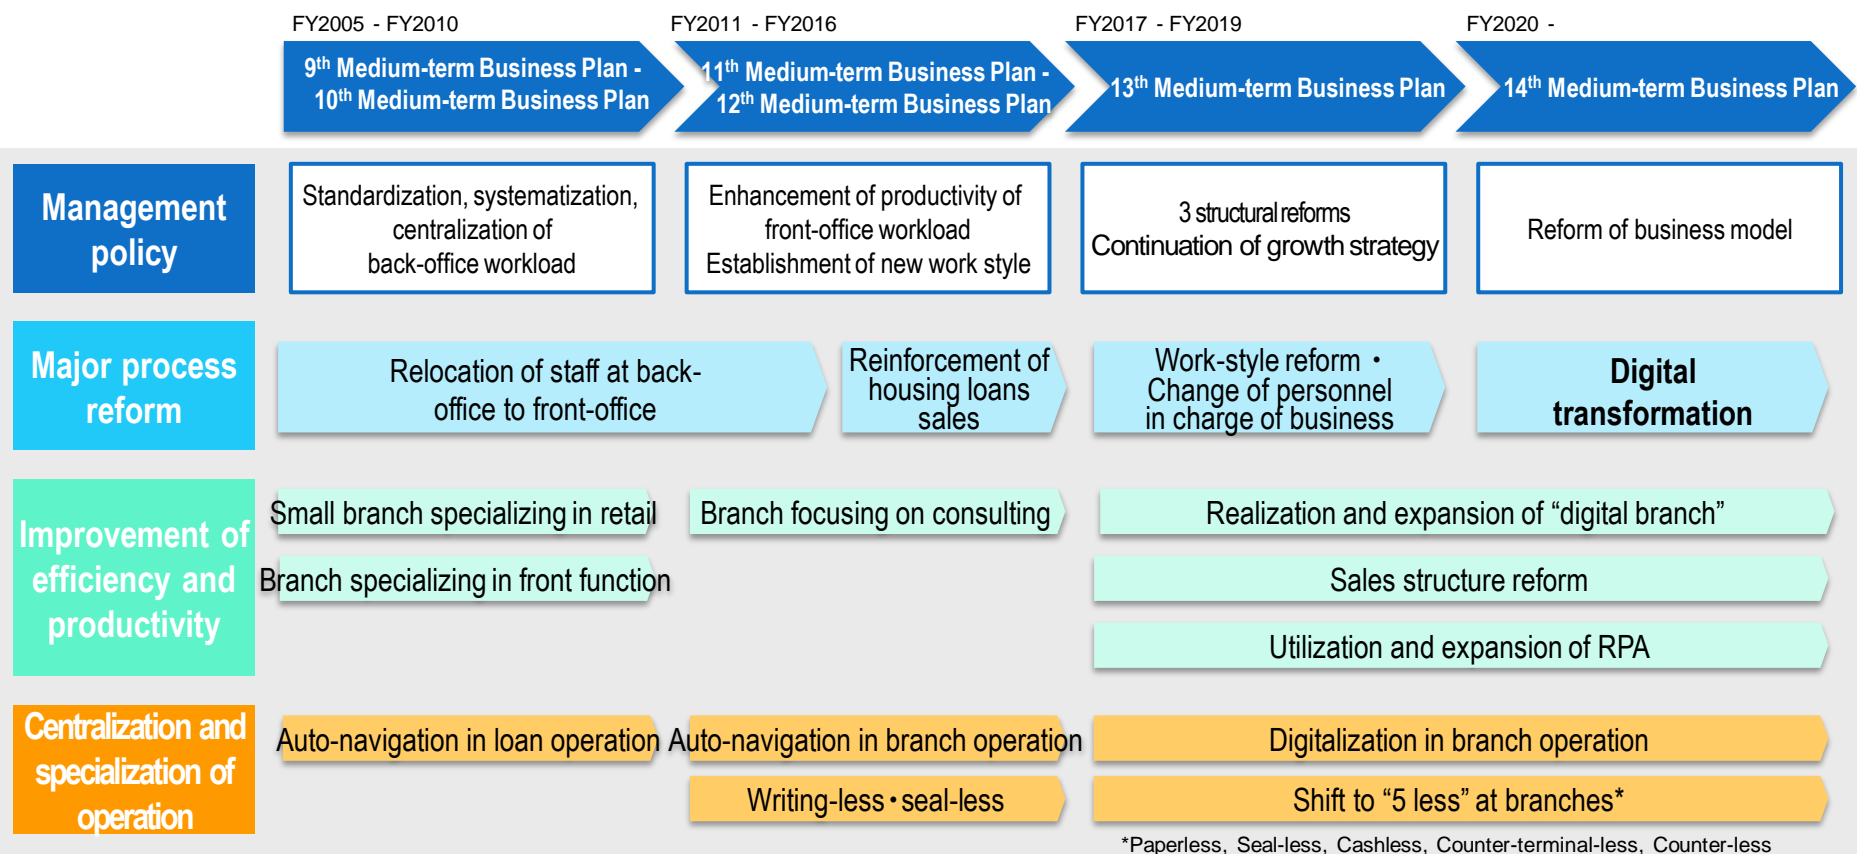 FY2005 - FY2010
FY2011 - FY2016
FY2017 - FY2019
FY2020 -
9th Medium-term Business Plan -
10th Medium-term Business Plan
11th Medium-term Business Plan -
12th Medium-term Business Plan
13th Medium-term Business Plan
14th Medium-term Business Plan
Management
policy
Standardization, systematization,
centralization of
back-office workload
Enhancement of productivity of
front-office workload
Establishment of new work style
3 structural reforms
Continuation of growth strategy
Reform of business model
Major process
reform
Relocation of staff at back-
office to front-office
Reinforcement of
housing loans
sales
Work-style reform・
Change of personnel
in charge of business
Digital
transformation
Improvement of
efficiency and
productivity
Small branch specializing in retail
Branch focusing on consulting
Realization and expansion of “digital branch”
Branch specializing in front function
Sales structure reform
Utilization and expansion of RPA
Centralization and
specialization of
operation
Auto-navigation in loan operation
Auto-navigation in branch operation
Digitalization in branch operation
Writing-less・seal-less
Shift to “5 less” at branches*
*Paperless, Seal-less, Cashless, Counter-terminal-less, Counter-less